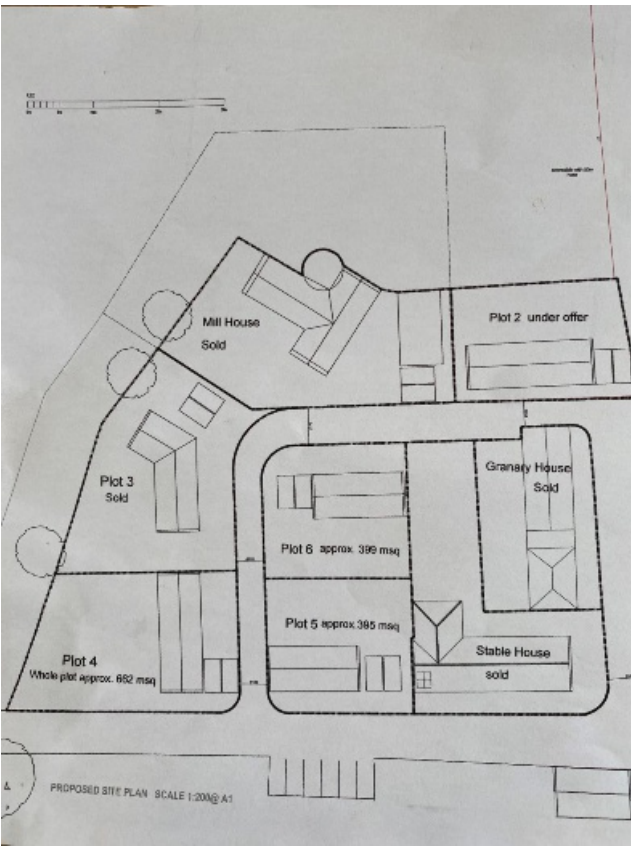 Mill House
Sold
Plot 2 under offer
Plot 3
Sold
Granary House
Sold
Plot 6 approx. 399 msq
Plot 5 approx.395 msq
Plot 4
Whole plot approx. 662 msq
Stable House
sold
PROPOSED SITE PLAN SCALE 1:200@ A1